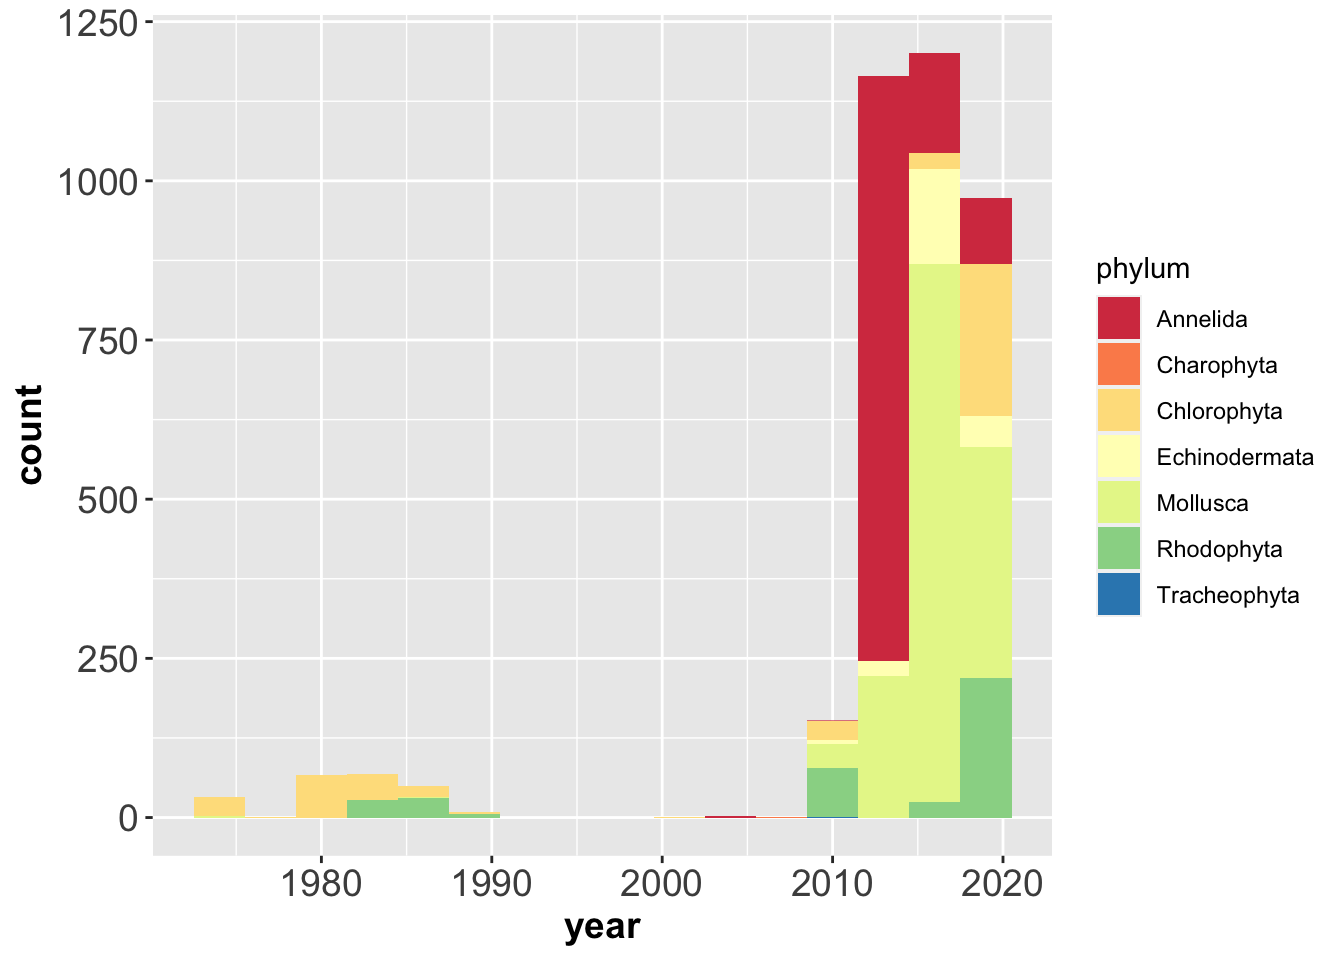 1250
1000
750
500
250
0
count
1980 1990 2000 2010 2020
year
phylum
Annelida
Charophyta
Chlorophyta
Echinodermata
Mollusca
Rhodophyta
Tracheophyta